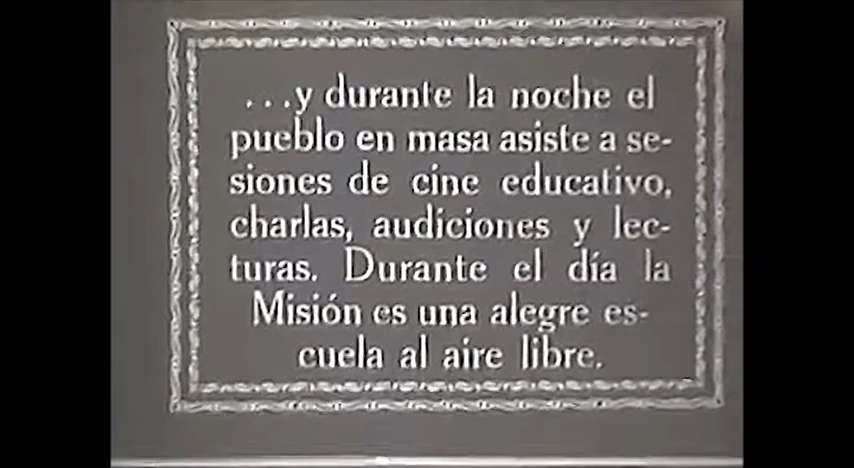 ...y durante la noche el
pueblo en masa asiste a se-
siones de cine educativo,
charlas, audiciones y lec-
turas. Durante el día la
Misión es una alegre es-
cuela al aire libre.